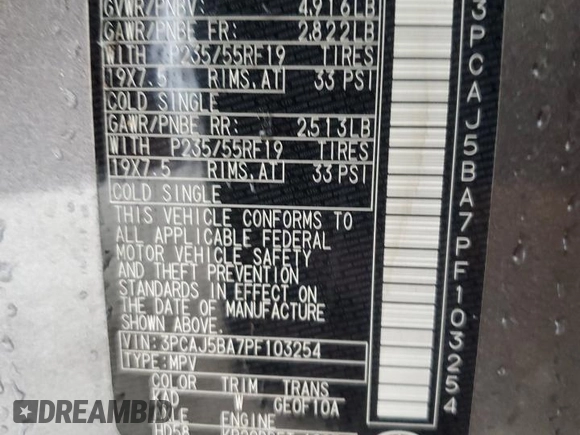 GVWR/PNBV: 4916LB
GAWR/PNBE FR: 2822LB
WITH P235/55RF19 TIRES
19X7.5 RIMS.AT 33 PSI
COLD SINGLE
GAWR/PNBE RR: 2513LB
WITH P235/55RF19 TIRES
19X7.5 RIMS.AT 33 PSI
COLD SINGLE
THIS VEHICLE CONFORMS TO
ALL APPLICABLE FEDERAL
MOTOR VEHICLE SAFETY
AND THEFT PREVENTION
STANDARDS IN EFFECT ON
THE DATE OF MANUFACTURE
SHOWN ABOVE.
VIN:3PCAJ5BA7PF103254
TYPE:MPV
COLOR TRIM TRANS
KAD W GE0F10A
ENGINE
3PCAJ5BA7PF103254
DREAMBID.com